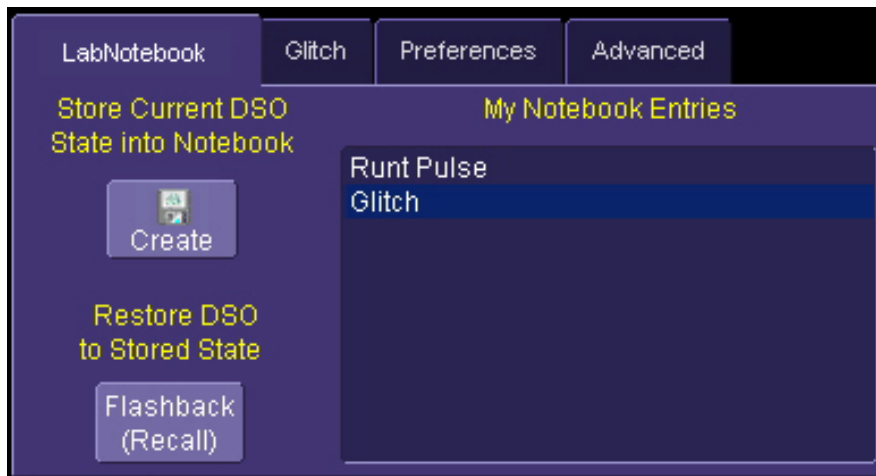 LabNotebook Glitch Preferences Advanced
Store Current DSO
State into Notebook
Create
Restore DSO
to Stored State
Flashback
(Recall)
My Notebook Entries
Runt Pulse
Glitch